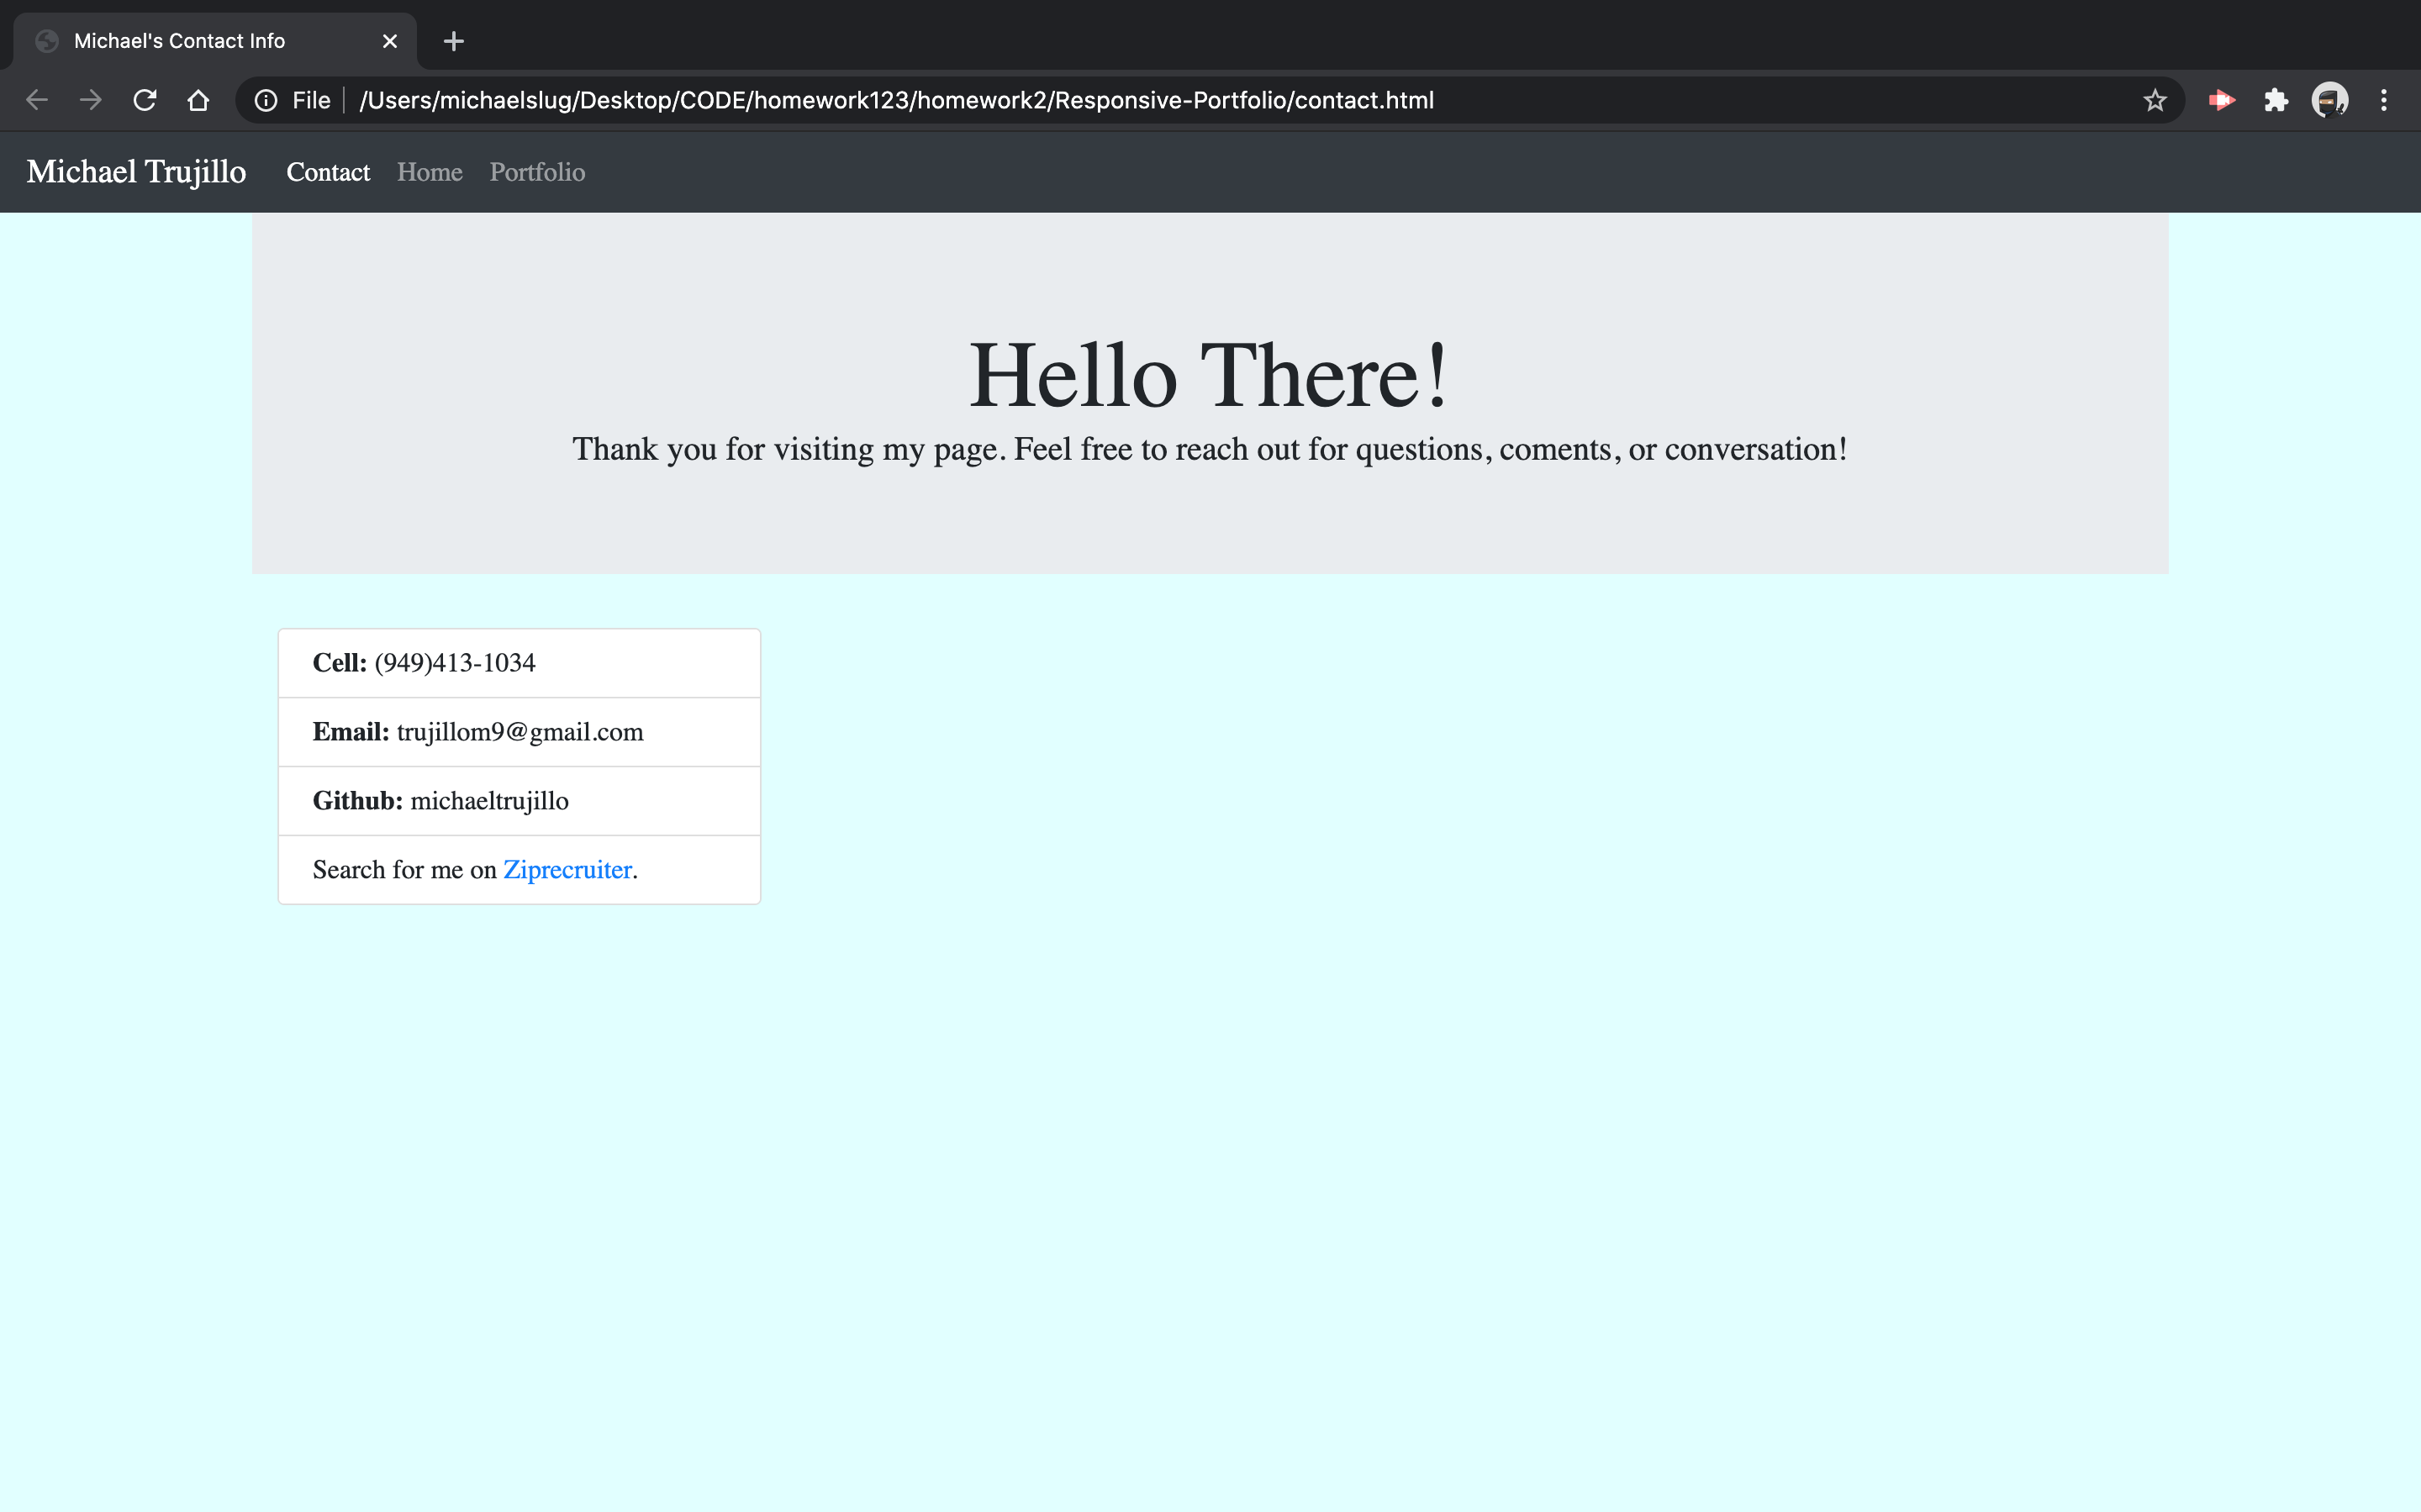 Michael's Contact Info
File /Users/michaelslug/Desktop/CODE/homework123/homework2/Responsive-Portfolio/contact.html
Michael Trujillo Contact Home Portfolio
Hello There!
Thank you for visiting my page. Feel free to reach out for questions, coments, or conversation!
Cell: (949)413-1034
Email: trujillom9@gmail.com
Github: michaeltrujillo
Search for me on Ziprecruiter.